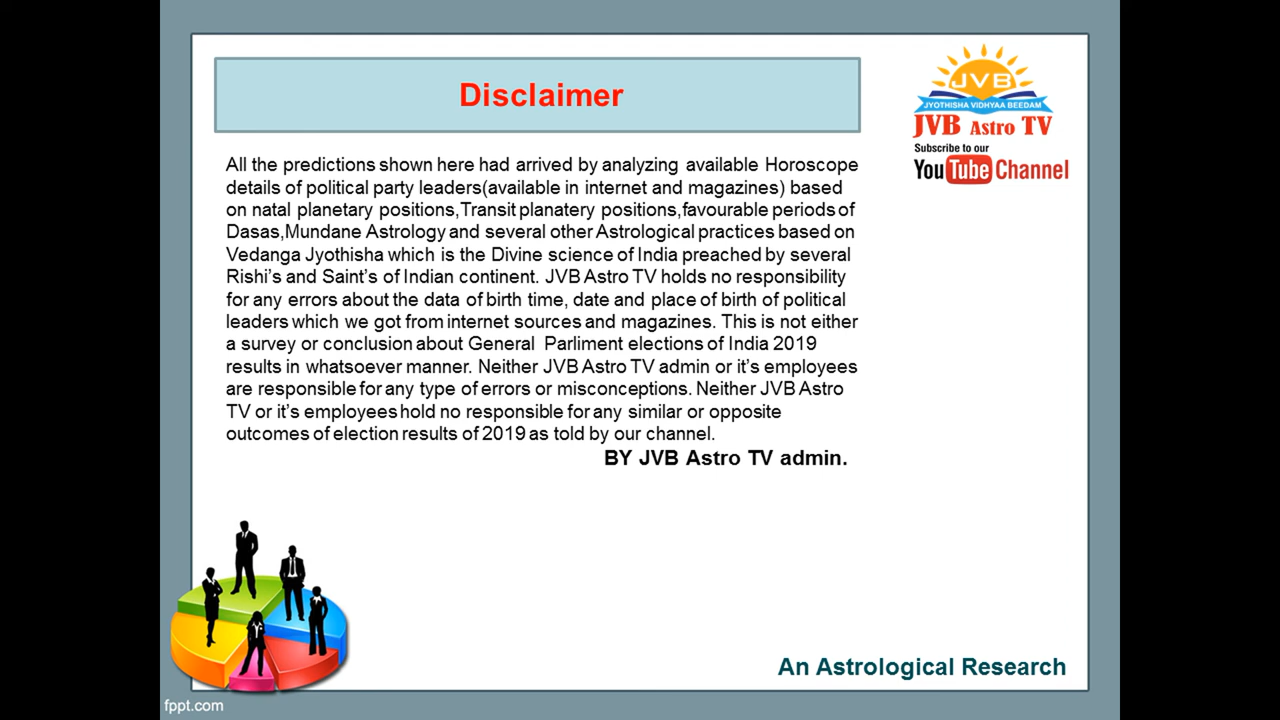 Disclaimer
JVB
JYOTHISHA VIDHYAA BEEDAM
JVB Astro TV
Subscribe to our
YouTube Channel
All the predictions shown here had arrived by analyzing available Horoscope
details of political party leaders(available in internet and magazines) based
on natal planetary positions,Transit planatery positions,favourable periods of
Dasas,Mundane Astrology and several other Astrological practices based on
Vedanga Jyothisha which is the Divine science of India preached by several
Rishi's and Saint's of Indian continent. JVB Astro TV holds no responsibility
for any errors about the data of birth time, date and place of birth of political
leaders which we got from internet sources and magazines. This is not either
a survey or conclusion about General Parliment elections of India 2019
results in whatsoever manner. Neither JVB Astro TV admin or it's employees
are responsible for any type of errors or misconceptions. Neither JVB Astro
TV or it's employees hold no responsible for any similar or opposite
outcomes of election results of 2019 as told by our channel.
BY JVB Astro TV admin.
An Astrological Research
fppt.com